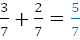 3/7 + 2/7 = 5/7